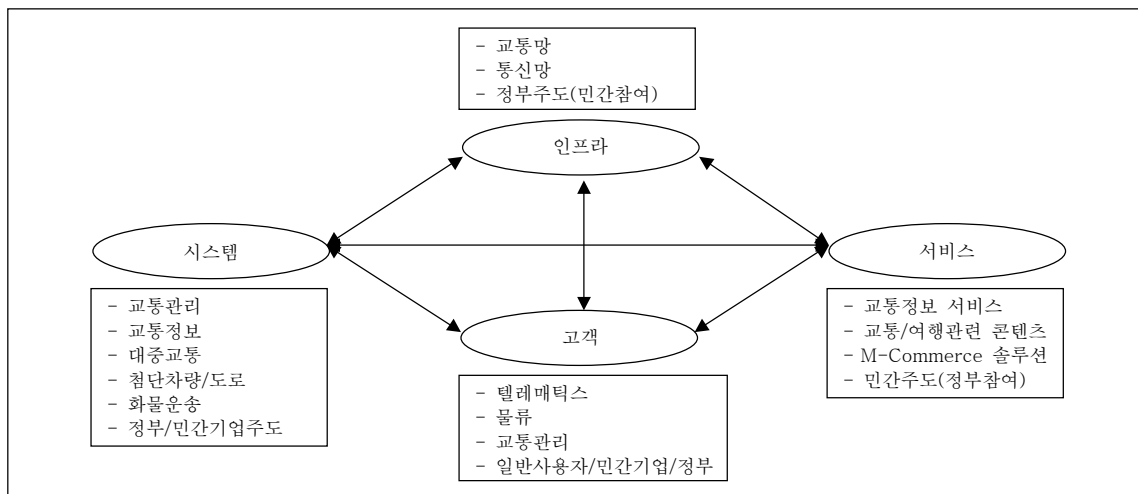 - 교통망
- 통신망
- 정부주도(민간참여)
인프라
시스템
서비스
- 교통관리
- 교통정보
- 대중교통
- 첨단차량/도로
- 화물운송
- 정부/민간기업주도
고객
- 텔레매틱스
- 물류
- 교통관리
- 일반사용자/민간기업/정부
- 교통정보 서비스
- 교통/여행관련 콘텐츠
- M-Commerce 솔루션
- 민간주도(정부참여)